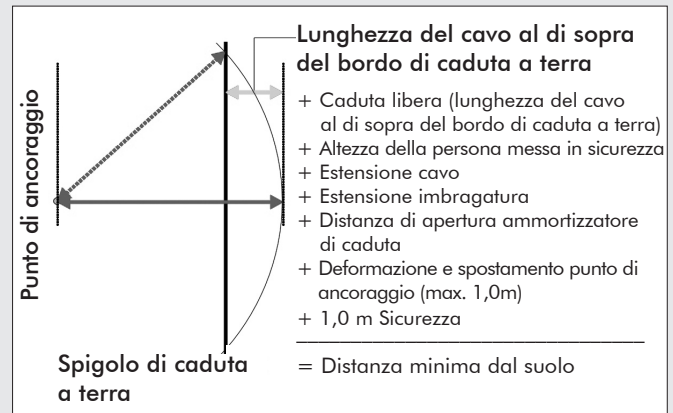 Lunghezza del cavo al di sopra
del bordo di caduta a terra
+ Caduta libera (lunghezza del cavo
al di sopra del bordo di caduta a terra)
+ Altezza della persona messa in sicurezza
+ Estensione cavo
+ Estensione imbragatura
+ Distanza di apertura ammortizzatore
di caduta
+ Deformazione e spostamento punto di
ancoraggio (max. 1,0m)
+ 1,0 m Sicurezza
= Distanza minima dal suolo
Punto di ancoraggio
Spigolo di caduta
a terra